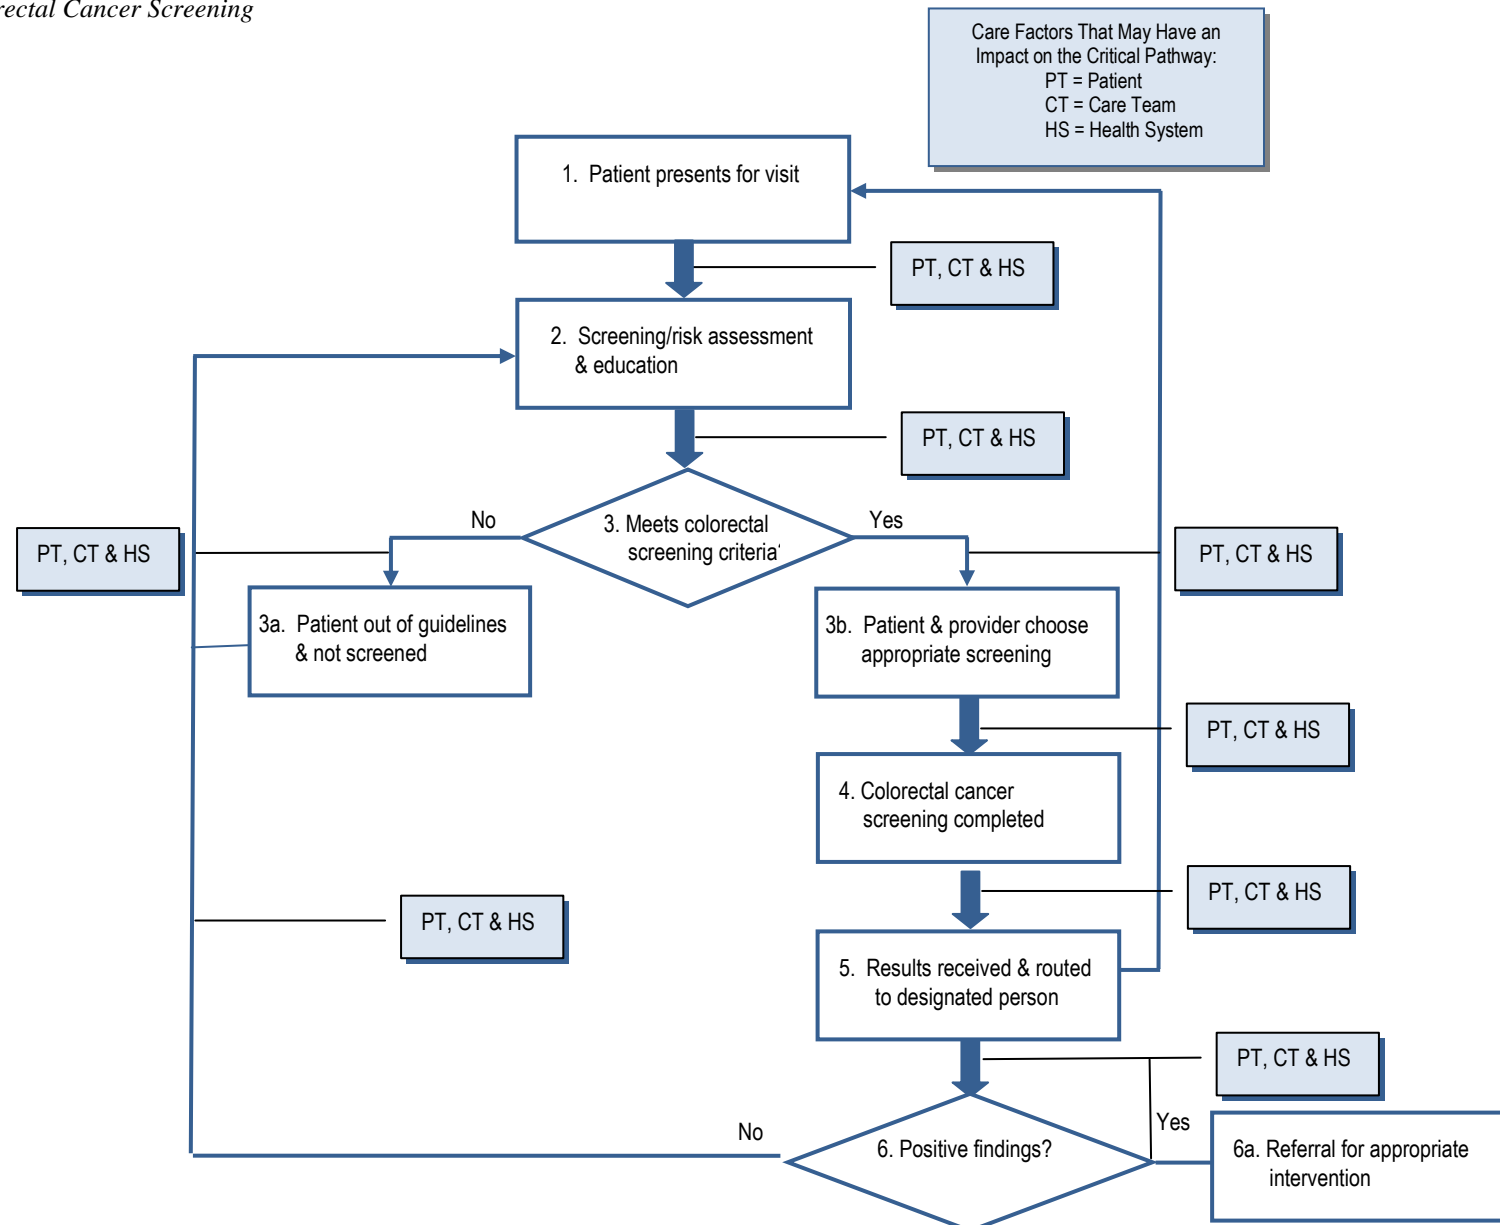 rectal Cancer Screening
Care Factors That May Have an
Impact on the Critical Pathway:
PT = Patient
CT = Care Team
HS = Health System
1. Patient presents for visit
PT, CT & HS
2. Screening/risk assessment
& education
PT, CT & HS
No
3. Meets colorectal
screening criteria
Yes
PT, CT & HS
PT, CT & HS
3a. Patient out of guidelines
& not screened
3b. Patient & provider choose
appropriate screening
PT, CT & HS
4. Colorectal cancer
screening completed
PT, CT & HS
PT, CT & HS
5. Results received & routed
to designated person
PT, CT & HS
No
6. Positive findings?
Yes
6a. Referral for appropriate
intervention